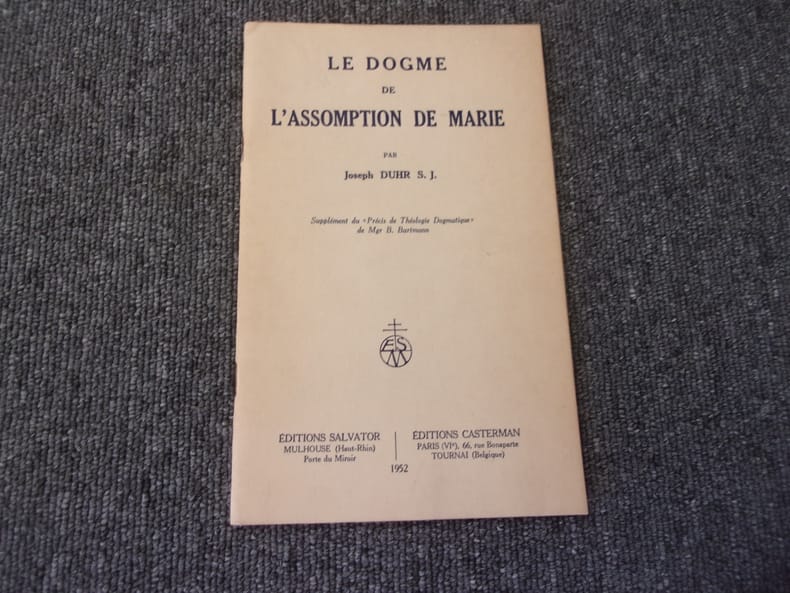 LE DOGME
DE
L'ASSOMPTION DE MARIE
PAR
Joseph DUHR S. J.
Supplément du «Précis de Théologie Dogmatique»
de Mgr B. Bartmann
ESM
ÉDITIONS SALVATOR
MULHOUSE (Haut-Rhin)
Porte du Miroir
ÉDITIONS CASTERMAN
PARIS (VIe), 66, rue Bonaparte
TOURNAI (Belgique)
1952